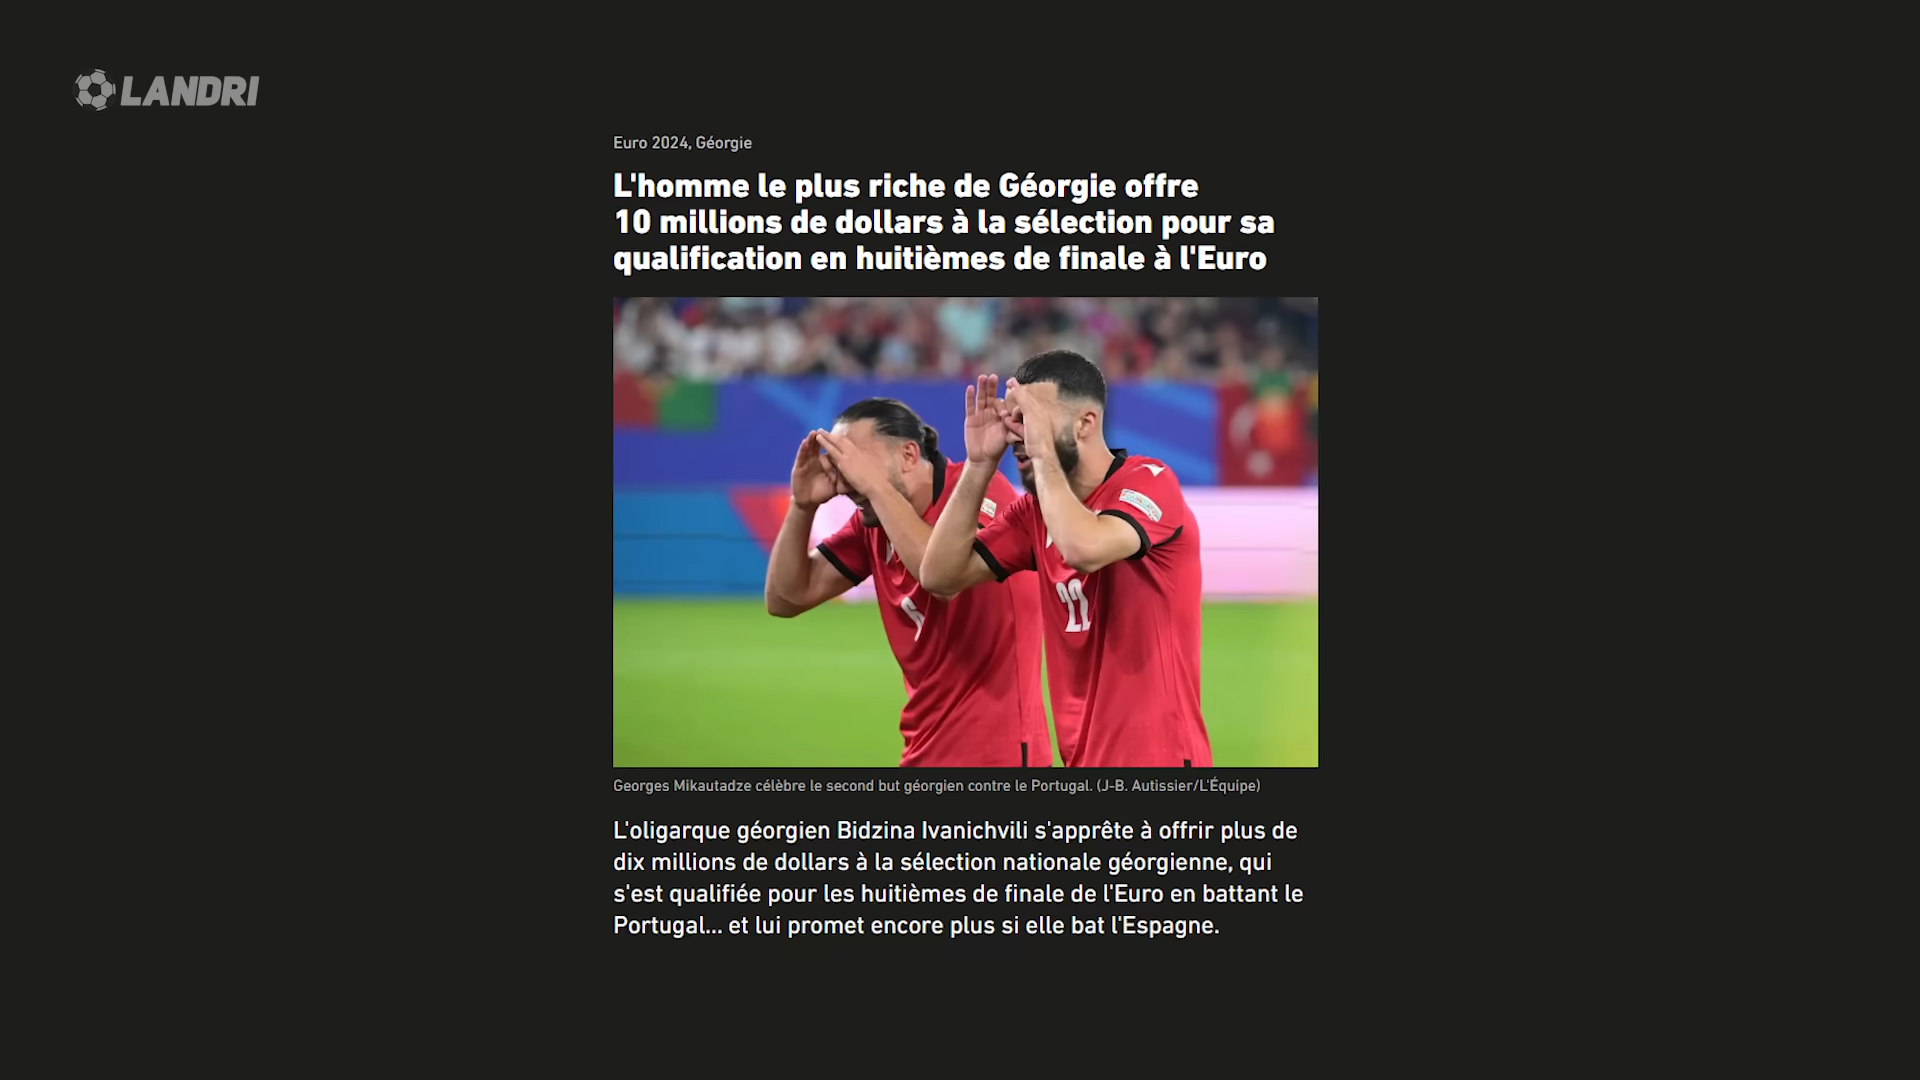 LANDRI
Euro 2024, Géorgie
L'homme le plus riche de Géorgie offre
10 millions de dollars à la sélection pour sa
qualification en huitièmes de finale à l'Euro
6
22
Georges Mikautadze célèbre le second but géorgien contre le Portugal. (J-B. Autissier/L'Équipe)
L'oligarque géorgien Bidzina Ivanichvili s'apprête à offrir plus de
dix millions de dollars à la sélection nationale géorgienne, qui
s'est qualifiée pour les huitièmes de finale de l'Euro en battant le
Portugal... et lui promet encore plus si elle bat l'Espagne.